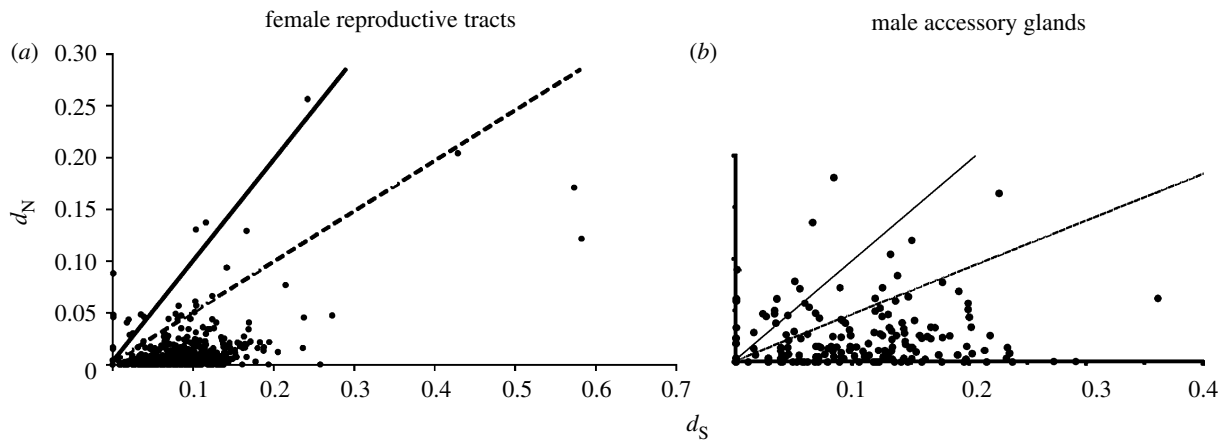 female reproductive tracts
male accessory glands
(a)
(b)
0.30
0.25
0.20
0.15
0.10
0.05
0
dN
0.1 0.2 0.3 0.4 0.5 0.6 0.7
0.1 0.2 0.3 0.4
dS